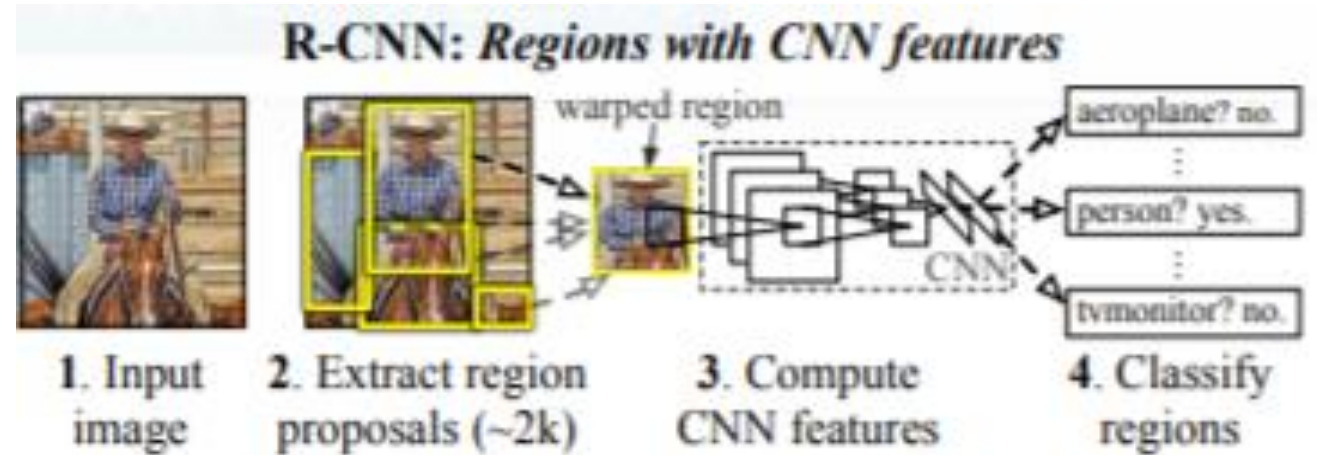 R-CNN: Regions with CNN features
warped region
aeroplane? no.
person? yes.
CNN
tvmonitor? no.
1. Input
image
2. Extract region
proposals (~2k)
3. Compute
CNN features
4. Classify
regions